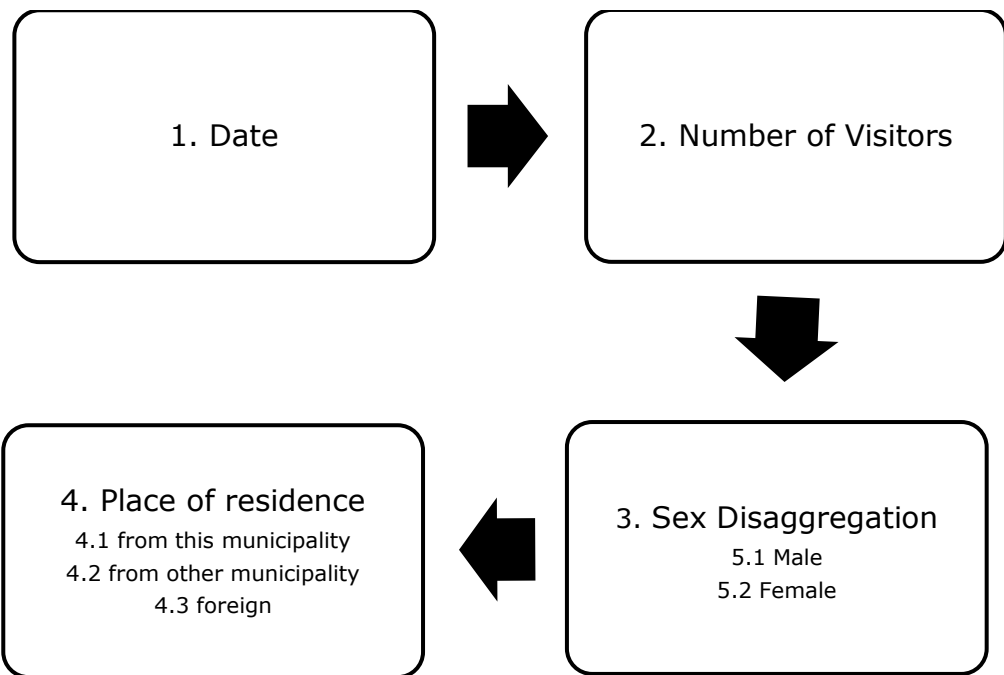 1. Date
2. Number of Visitors
3. Sex Disaggregation
5.1 Male
5.2 Female
4. Place of residence
4.1 from this municipality
4.2 from other municipality
4.3 foreign